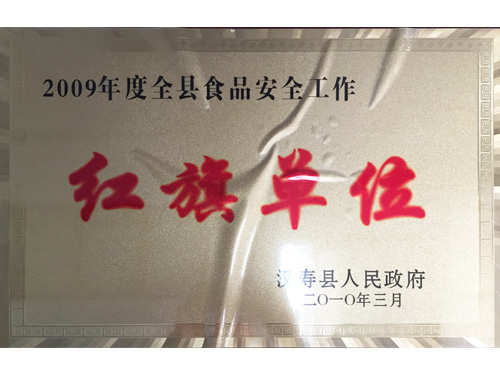 2009年度全县食品安全工作
红旗单位
汉寿县人民政府
二〇一〇年三月